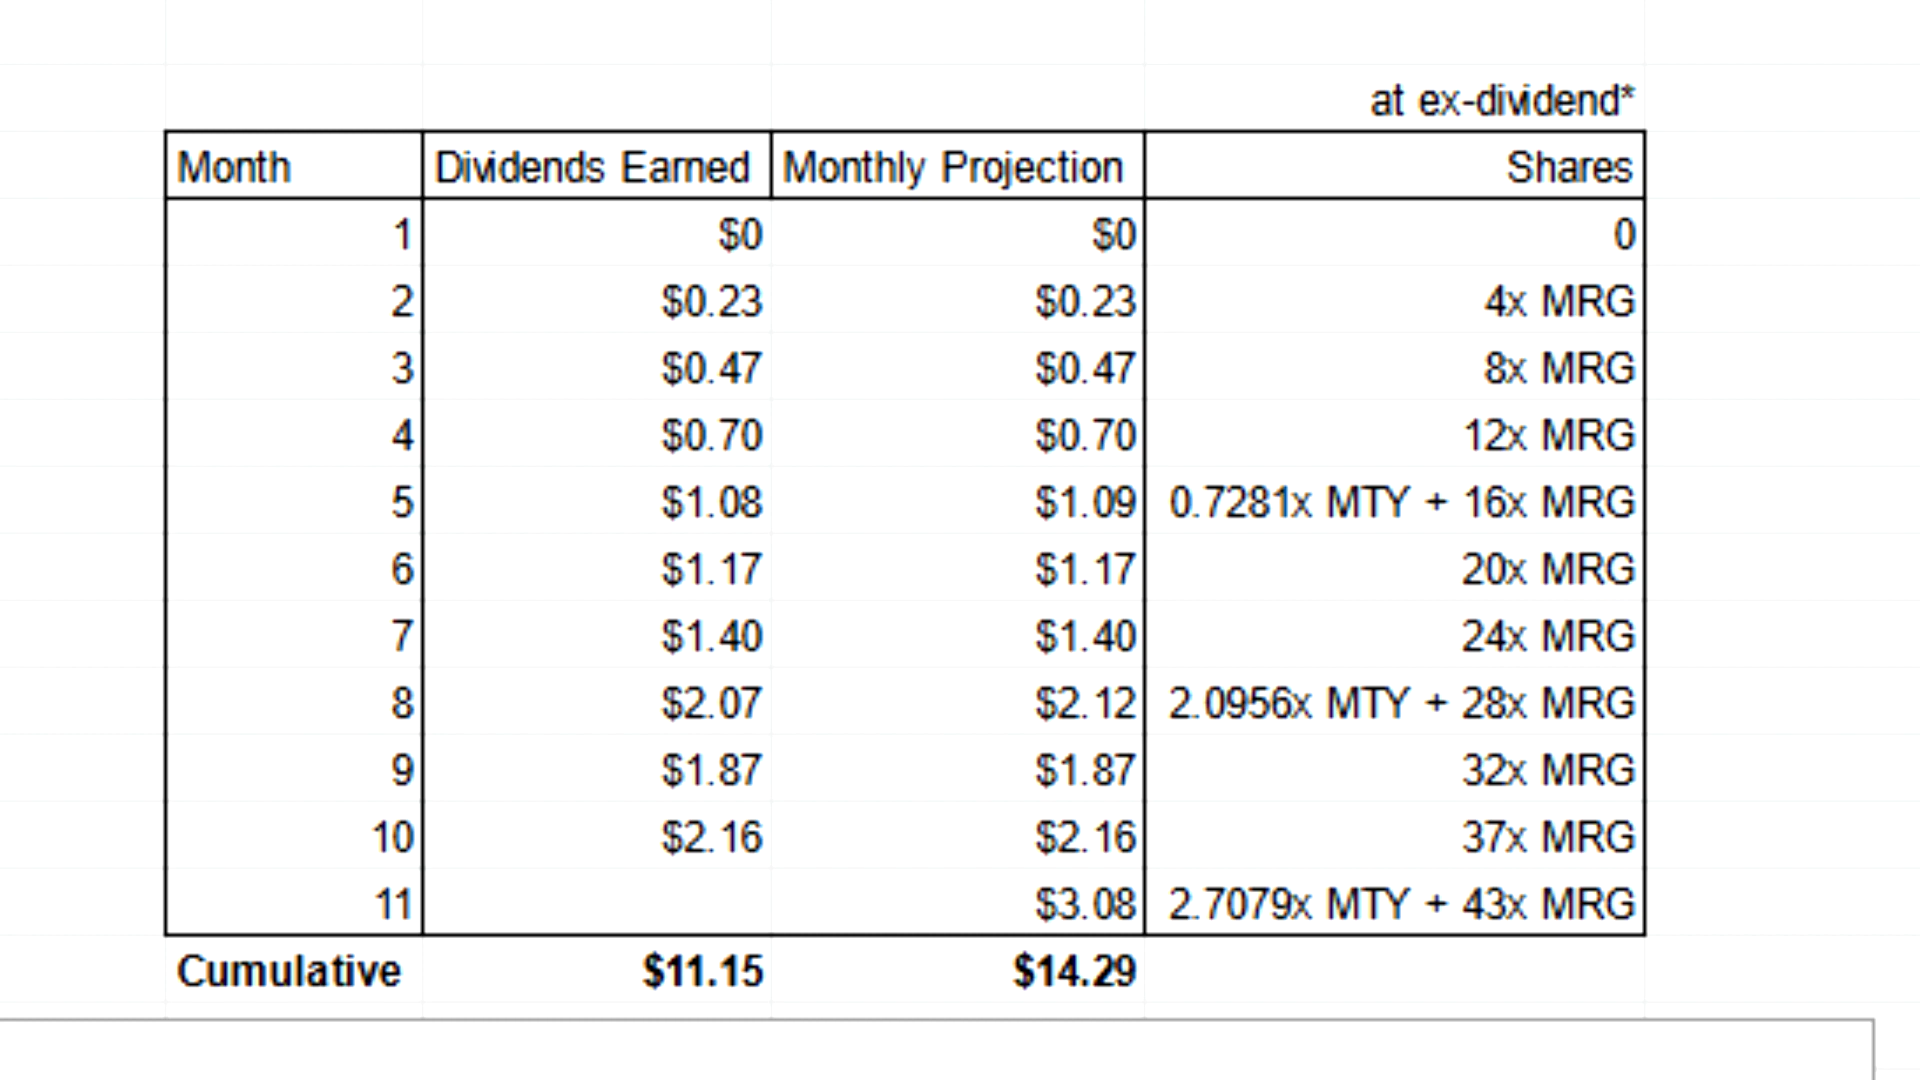 at ex-dividend*
Month Dividends Earned Monthly Projection Shares
1 $0 $0 0
2 $0.23 $0.23 4x MRG
3 $0.47 $0.47 8x MRG
4 $0.70 $0.70 12x MRG
5 $1.08 $1.09 0.7281x MTY + 16x MRG
6 $1.17 $1.17 20x MRG
7 $1.40 $1.40 24x MRG
8 $2.07 $2.12 2.0956x MTY + 28x MRG
9 $1.87 $1.87 32x MRG
10 $2.16 $2.16 37x MRG
11 $3.08 2.7079x MTY + 43x MRG
Cumulative $11.15 $14.29